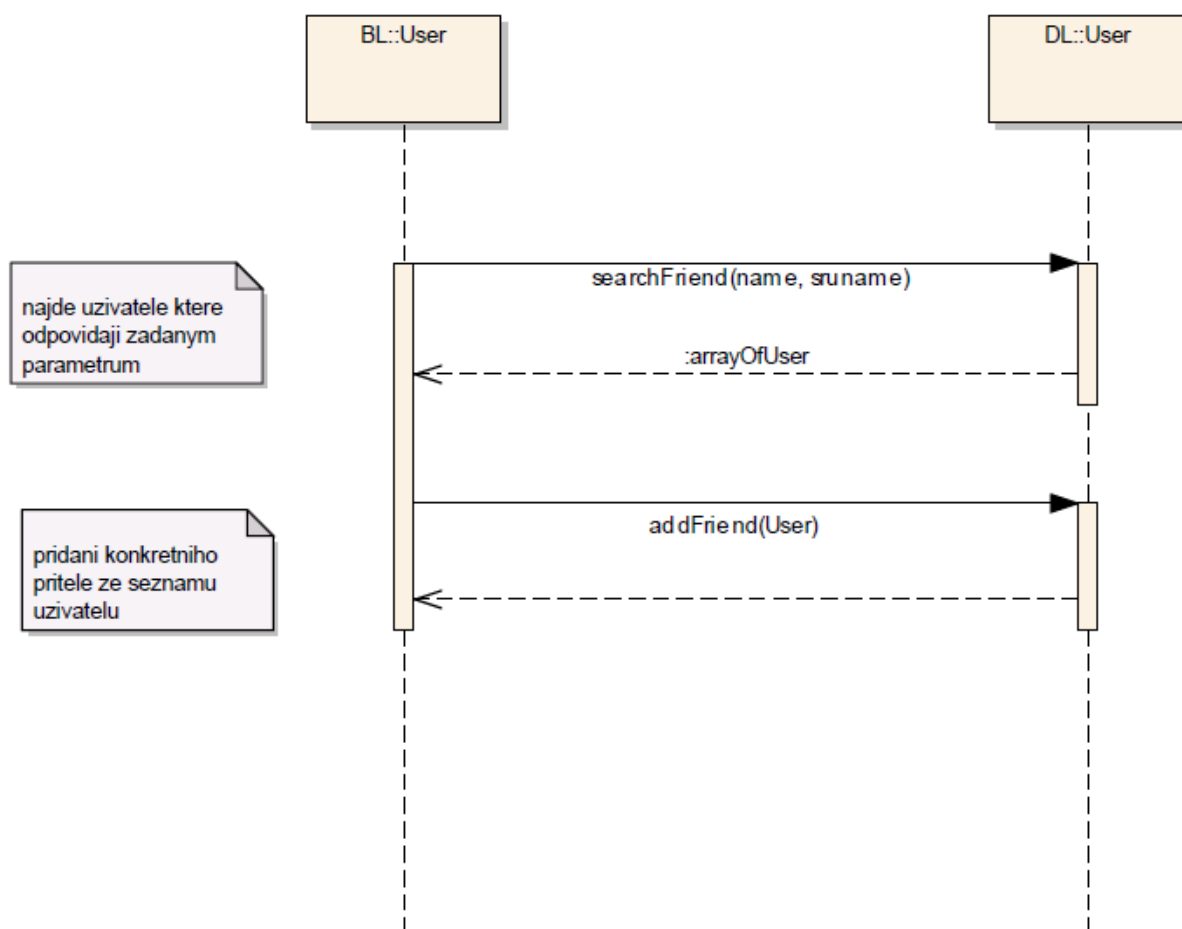 BL::User
DL::User
najde uzivatele ktere
odpovidaji zadanym
parametrum
searchFriend(name, sruname)
:arrayOfUser
pridani konkretniho
pritele ze seznamu
uzivatelu
addFriend(User)